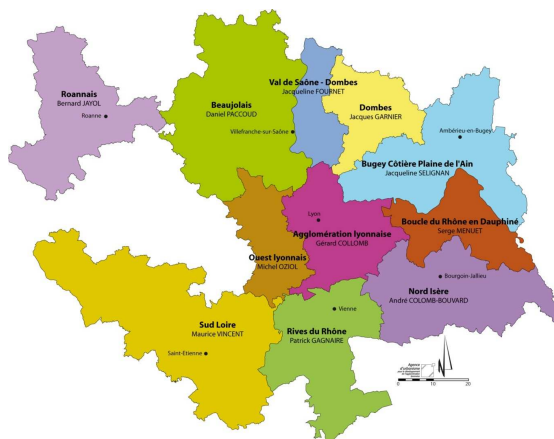 Roannais
Bernard JAYOL
Roanne
Beaujolais
Daniel PACCOUD
Villefranche-sur-Saône
Val de Saône - Dombes
Jacqueline FOURNET
Dombes
Jacques GARNIER
Ambérieu-en-Bugey
Bugey Côtière Plaine de l'Ain
Jacqueline SELIGNAN
Lyon
Agglomération lyonnaise
Gérard COLLOMB
Boucle du Rhône en Dauphiné
Serge MENUET
Ouest lyonnais
Michel OZIOL
Bourgoin-Jallieu
Nord Isère
André COLOMB-BOUVARD
Sud Loire
Maurice VINCENT
Saint-Etienne
Vienne
Rives du Rhône
Patrick GAGNAIRE
Agence
d'urbanisme
0
10
20